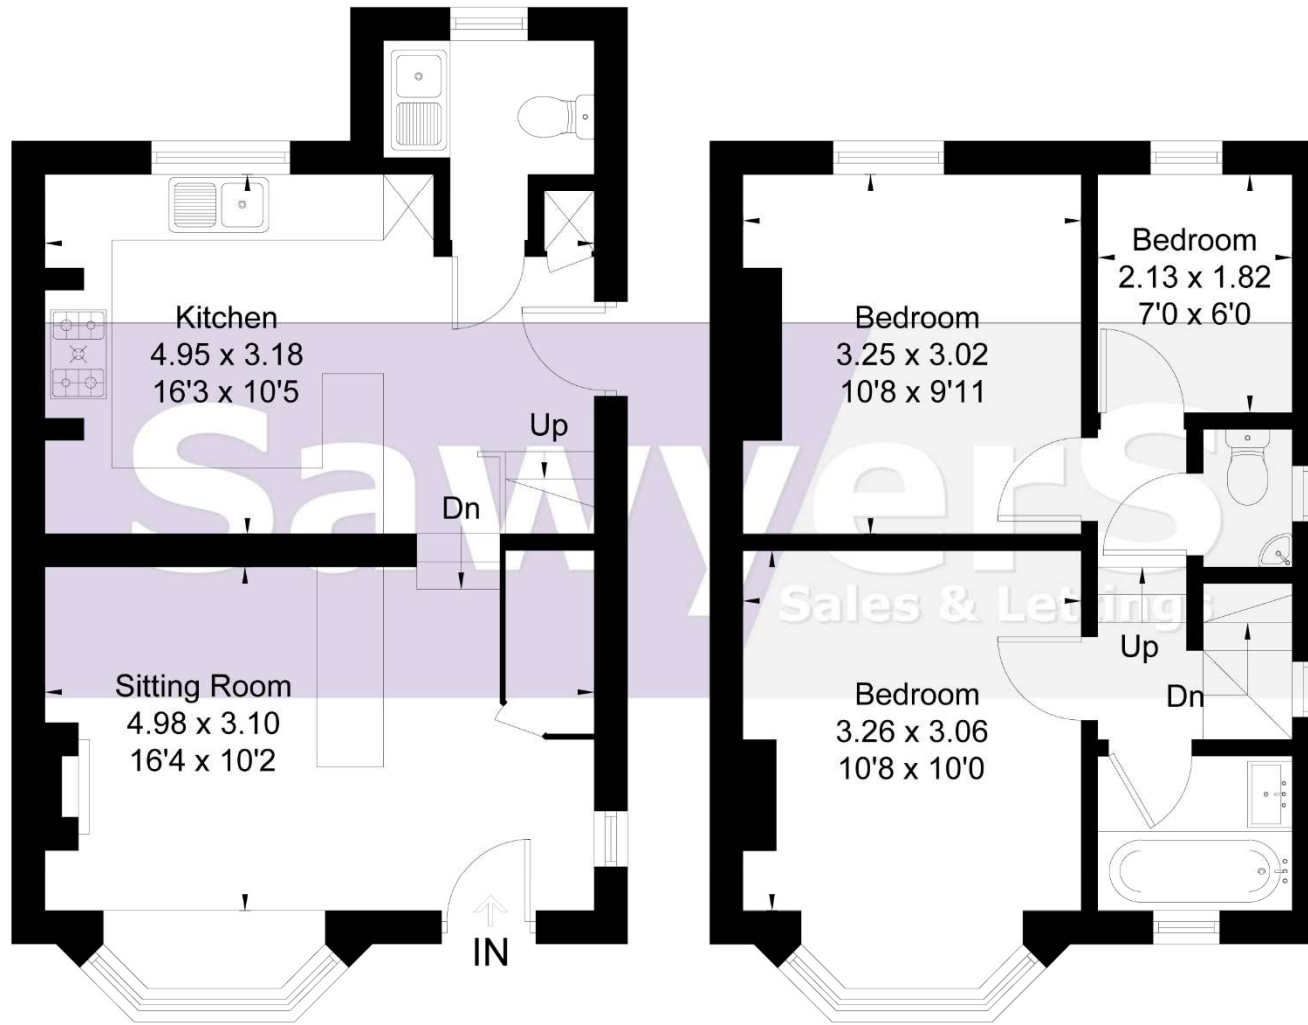 Kitchen
4.95 x 3.18
16'3 x 10'5
Up
Dn
Sitting Room
4.98 x 3.10
16'4 x 10'2
IN
Bedroom
3.25 x 3.02
10'8 x 9'11
Bedroom
2.13 x 1.82
7'0 x 6'0
Up
Dn
Bedroom
3.26 x 3.06
10'8 x 10'0
Sawyers
Sales & Lettings